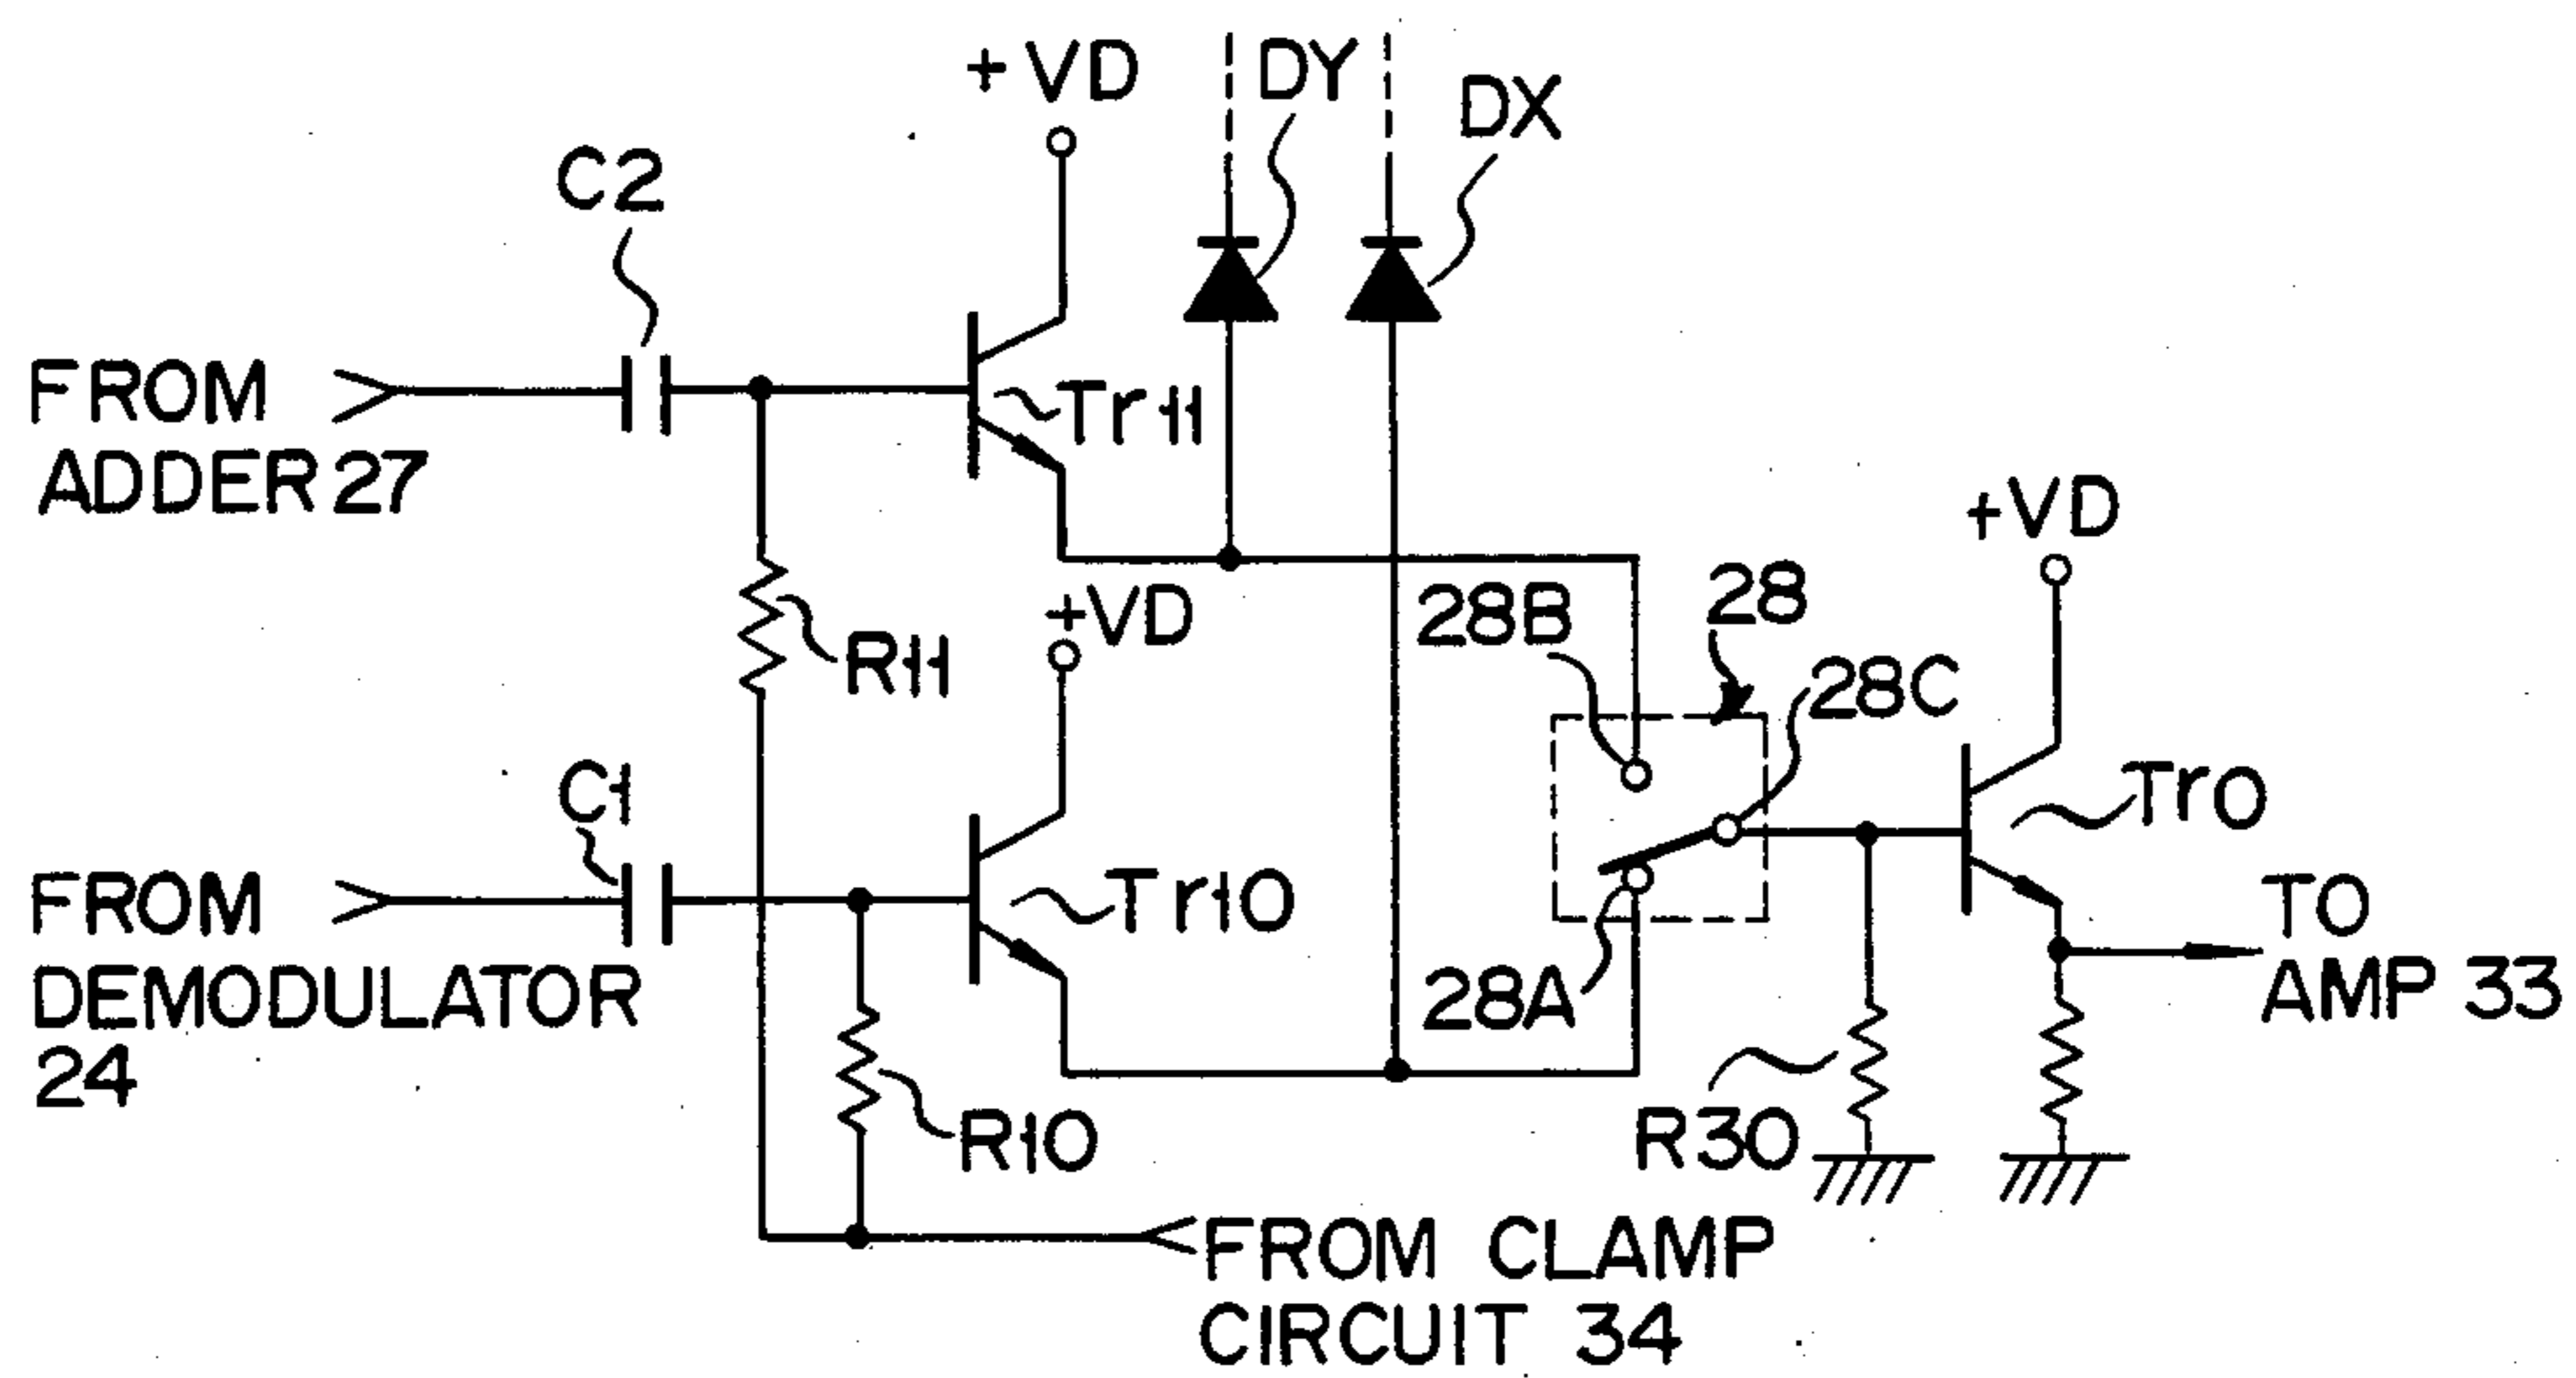 +VD
DY
DX
C2
FROM
ADDER 27
Tr11
+VD
28B
28
R11
+VD
28C
C1
Tr0
FROM
DEMODULATOR
24
Tr10
28A
TO
AMP 33
R10
R30
FROM CLAMP
CIRCUIT 34